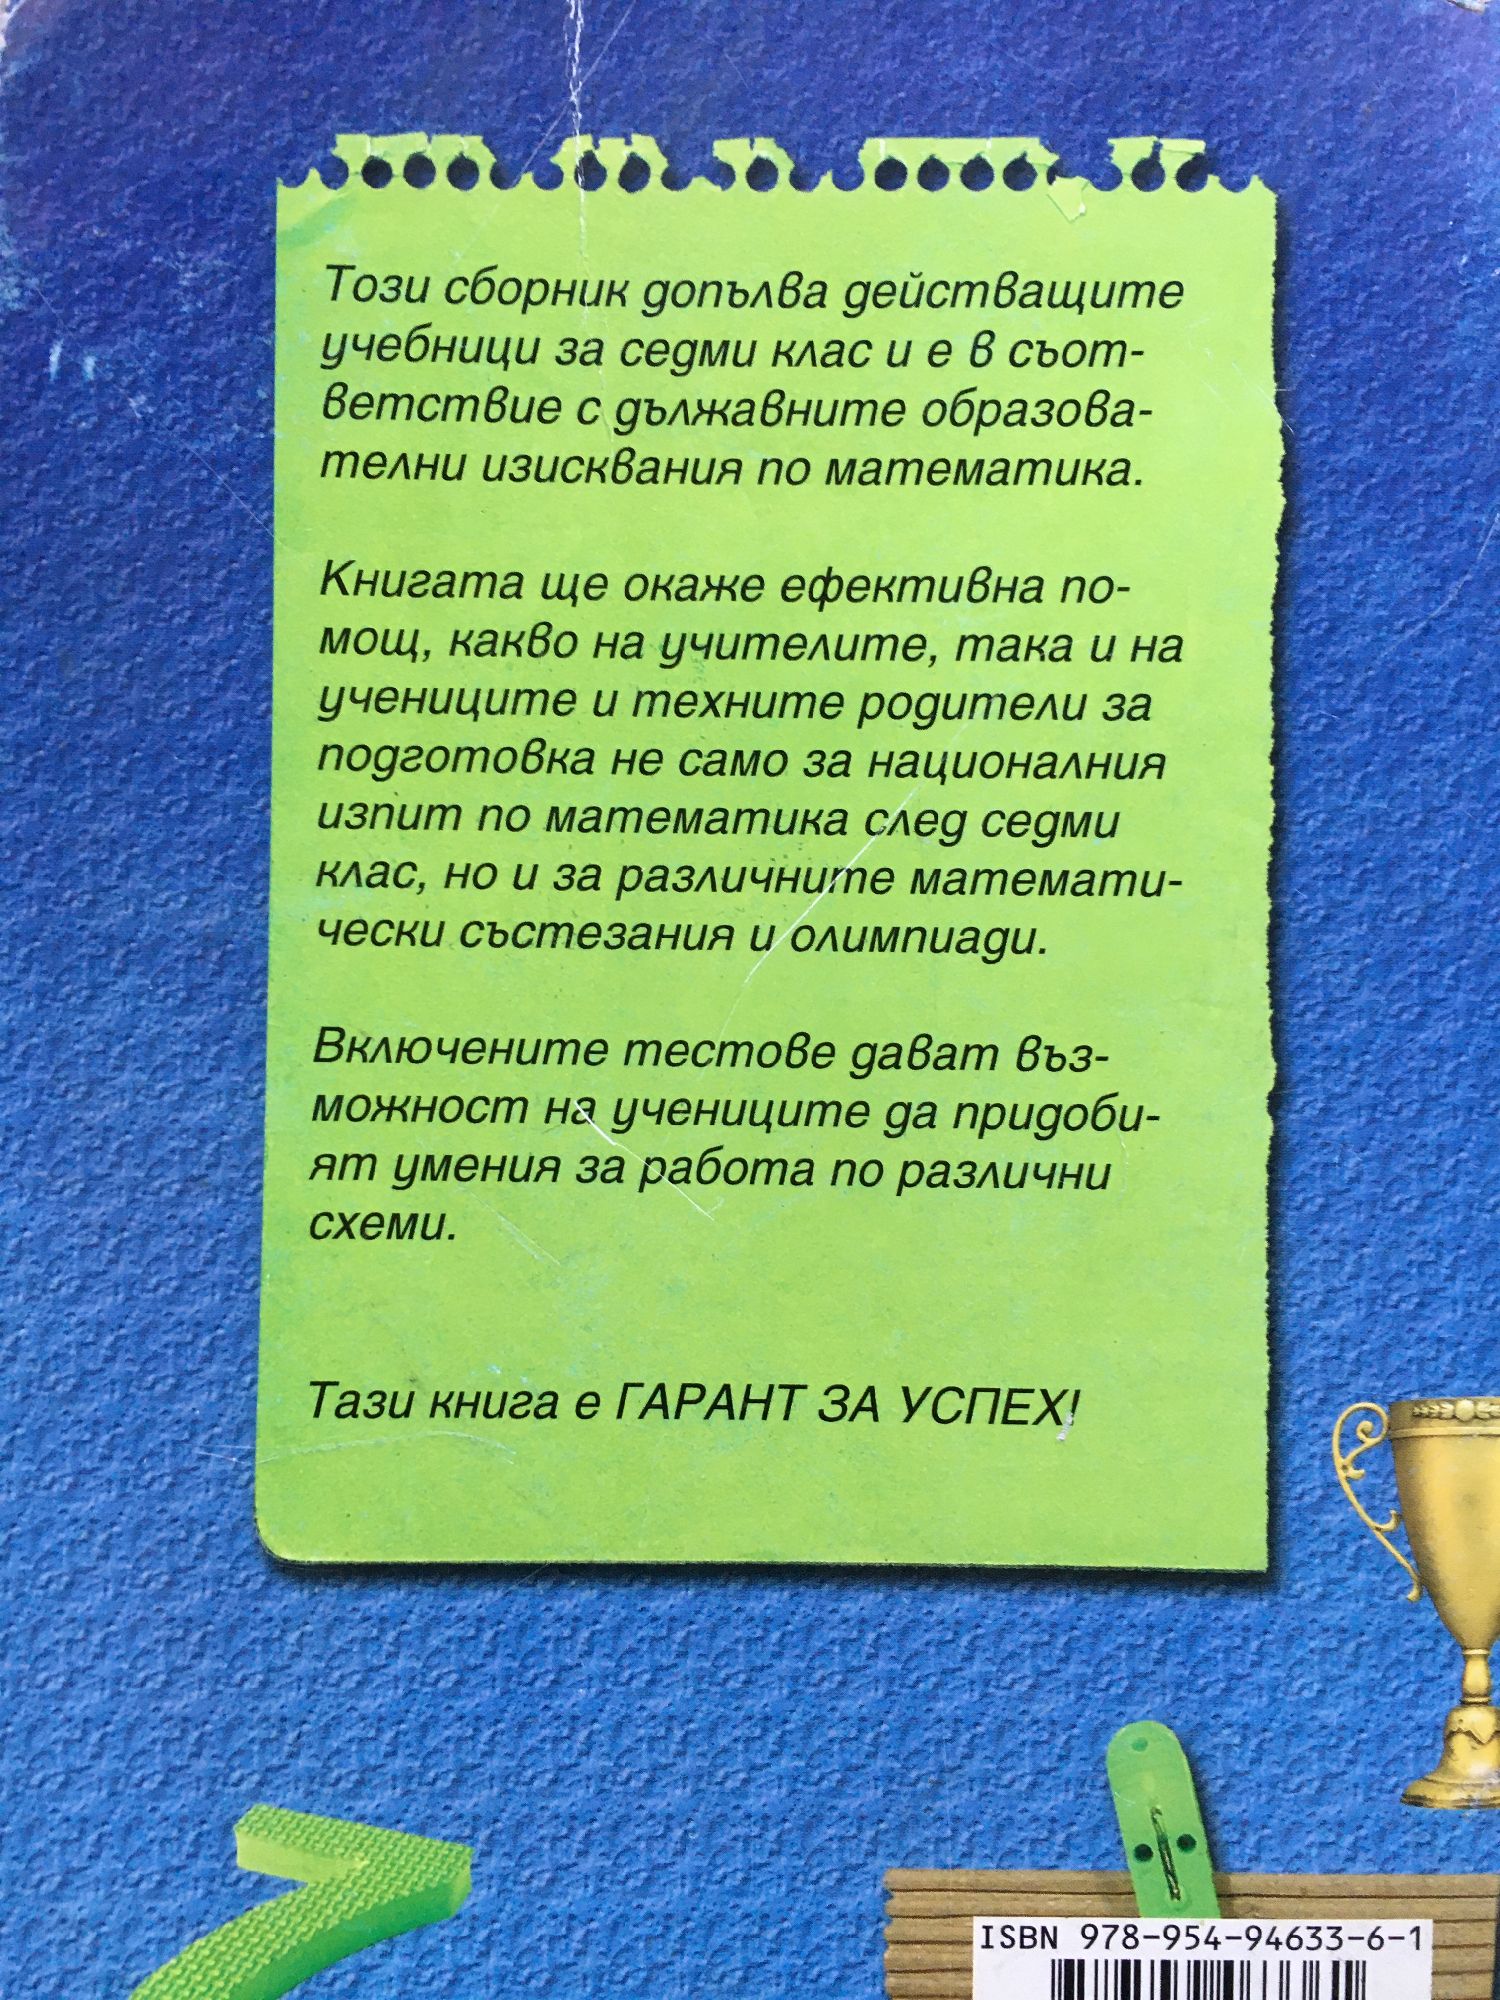 Този сборник допълва действащите
учебници за седми клас и е в съот-
ветствие с държавните образова-
телни изисквания по математика.
Книгата ще окаже ефективна по-
мощ, какво на учителите, така и на
учениците и техните родители за
подготовка не само за националния
изпит по математика след седми
клас, но и за различните математи-
чески състезания и олимпиади.
Включените тестове дават въз-
можност на учениците да придоби-
ят умения за работа по различни
схеми.
Тази книга е ГАРАНТ ЗА УСПЕХ!
ISBN 978-954-94633-6-1